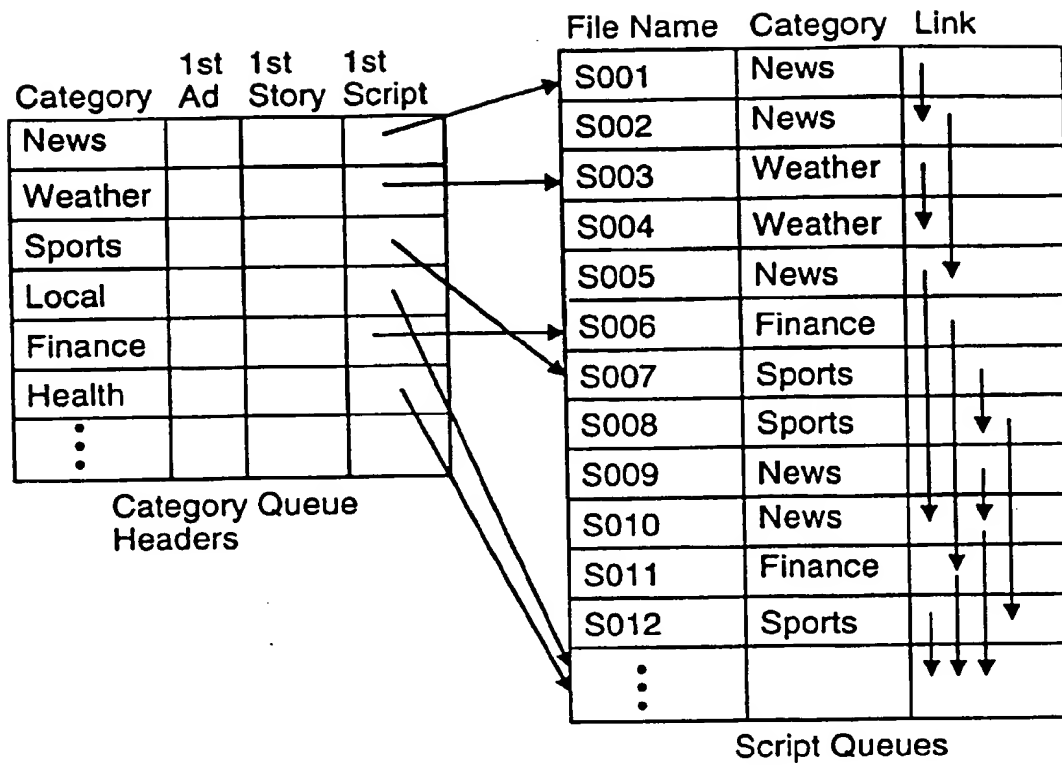 Category 1st Ad 1st Story 1st Script
News
Weather
Sports
Local
Finance
Health
Category Queue
Headers
File Name Category Link
S001 News
S002 News
S003 Weather
S004 Weather
S005 News
S006 Finance
S007 Sports
S008 Sports
S009 News
S010 News
S011 Finance
S012 Sports
Script Queues